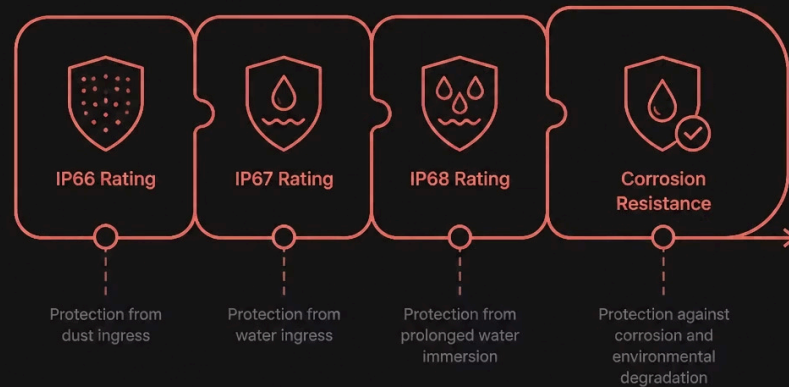 IP66 Rating
IP67 Rating
IP68 Rating
Corrosion
Resistance
Protection from
dust ingress
Protection from
water ingress
Protection from
prolonged water
immersion
Protection against
corrosion and
environmental
degradation